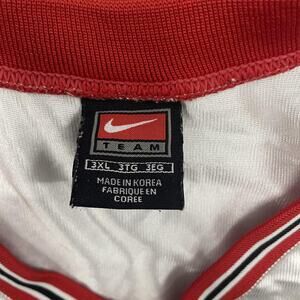 TEAM
3XL 3TG 3EG
MADE IN KOREA
FABRIQUE EN
COREE